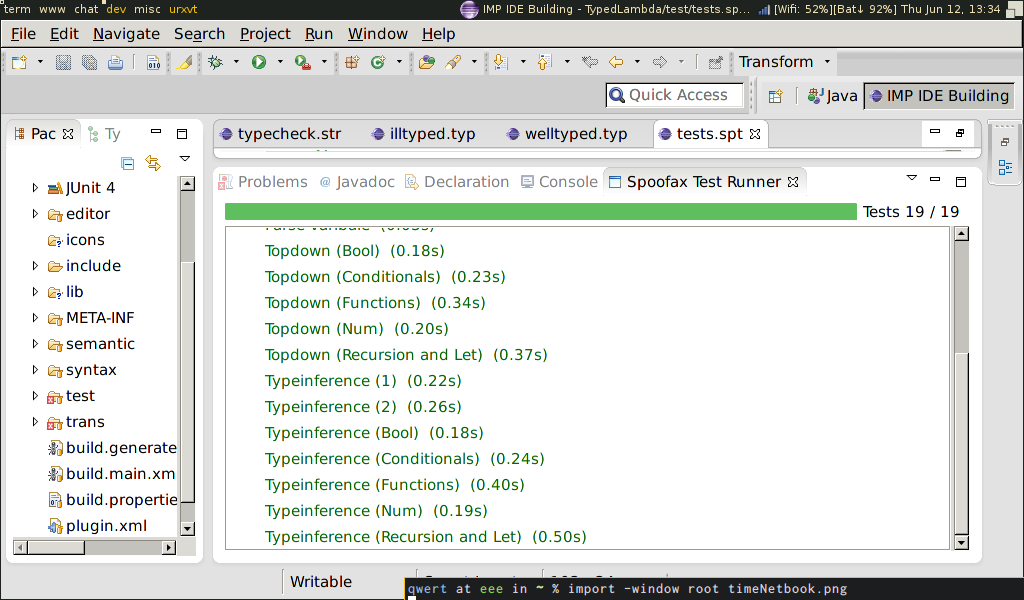 term www chat dev misc urxvt
IMP IDE Building - TypedLambda/test/tests.sp... [Wifi: 52%][Bat↓ 92%] Thu Jun 12, 13:34
File Edit Navigate Search Project Run Window Help
Transform
Quick Access Java IMP IDE Building
Pac Ty
typecheck.str illtyped.typ welltyped.typ tests.spt
Problems Javadoc Declaration Console Spoofax Test Runner
Tests 19 / 19
JUnit 4
editor
icons
include
lib
META-INF
semantic
syntax
test
trans
build.generate
build.main.xm
build.propertie
plugin.xml
Topdown (Bool) (0.18s)
Topdown (Conditionals) (0.23s)
Topdown (Functions) (0.34s)
Topdown (Num) (0.20s)
Topdown (Recursion and Let) (0.37s)
Typeinference (1) (0.22s)
Typeinference (2) (0.26s)
Typeinference (Bool) (0.18s)
Typeinference (Conditionals) (0.24s)
Typeinference (Functions) (0.40s)
Typeinference (Num) (0.19s)
Typeinference (Recursion and Let) (0.50s)
Writable
qwert at eee in ~ % import -window root timeNetbook.png